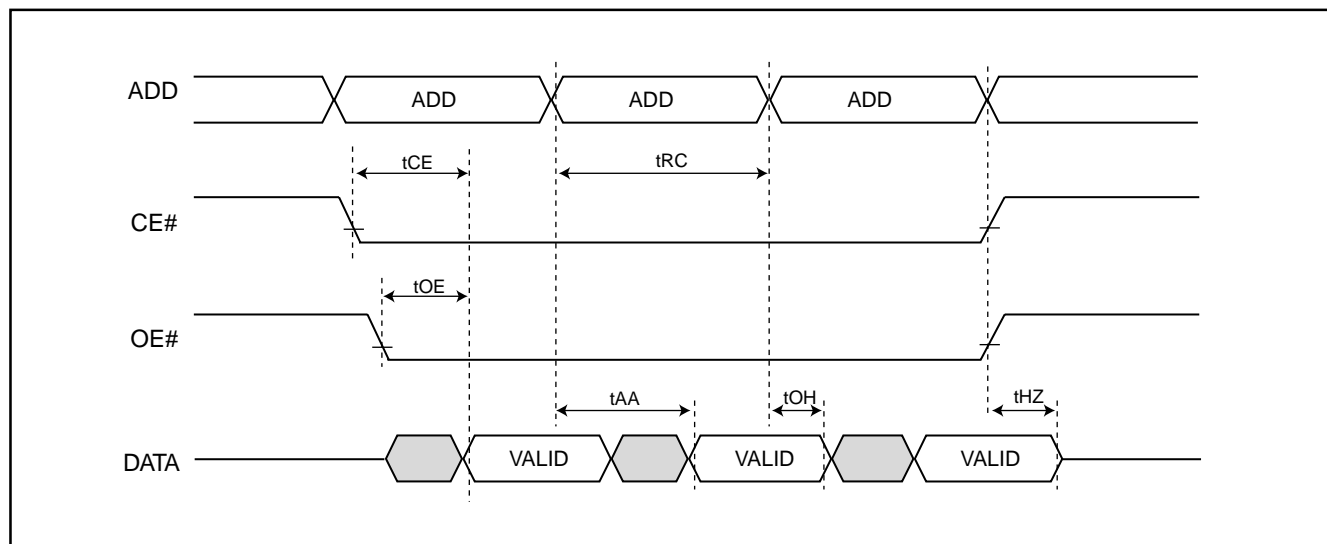 ADD ADD ADD ADD
tCE tRC
CE#
tOE
OE#
tAA tOH tHZ
DATA VALID VALID VALID